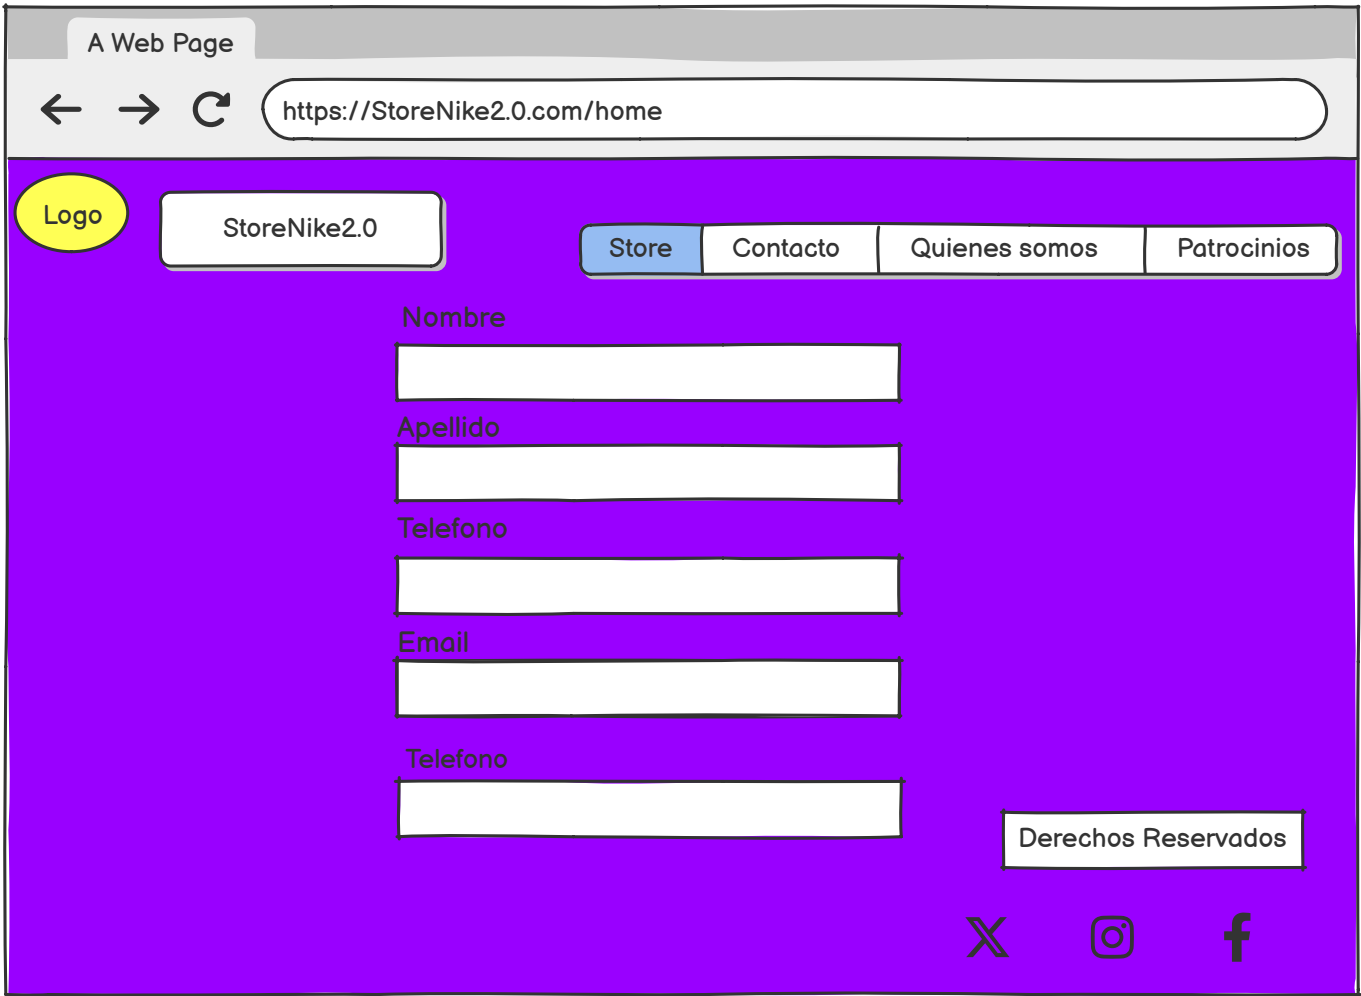 A Web Page
https://StoreNike2.0.com/home
Logo
StoreNike2.0
Store
Contacto
Quienes somos
Patrocinios
Nombre
Apellido
Telefono
Email
Telefono
Derechos Reservados